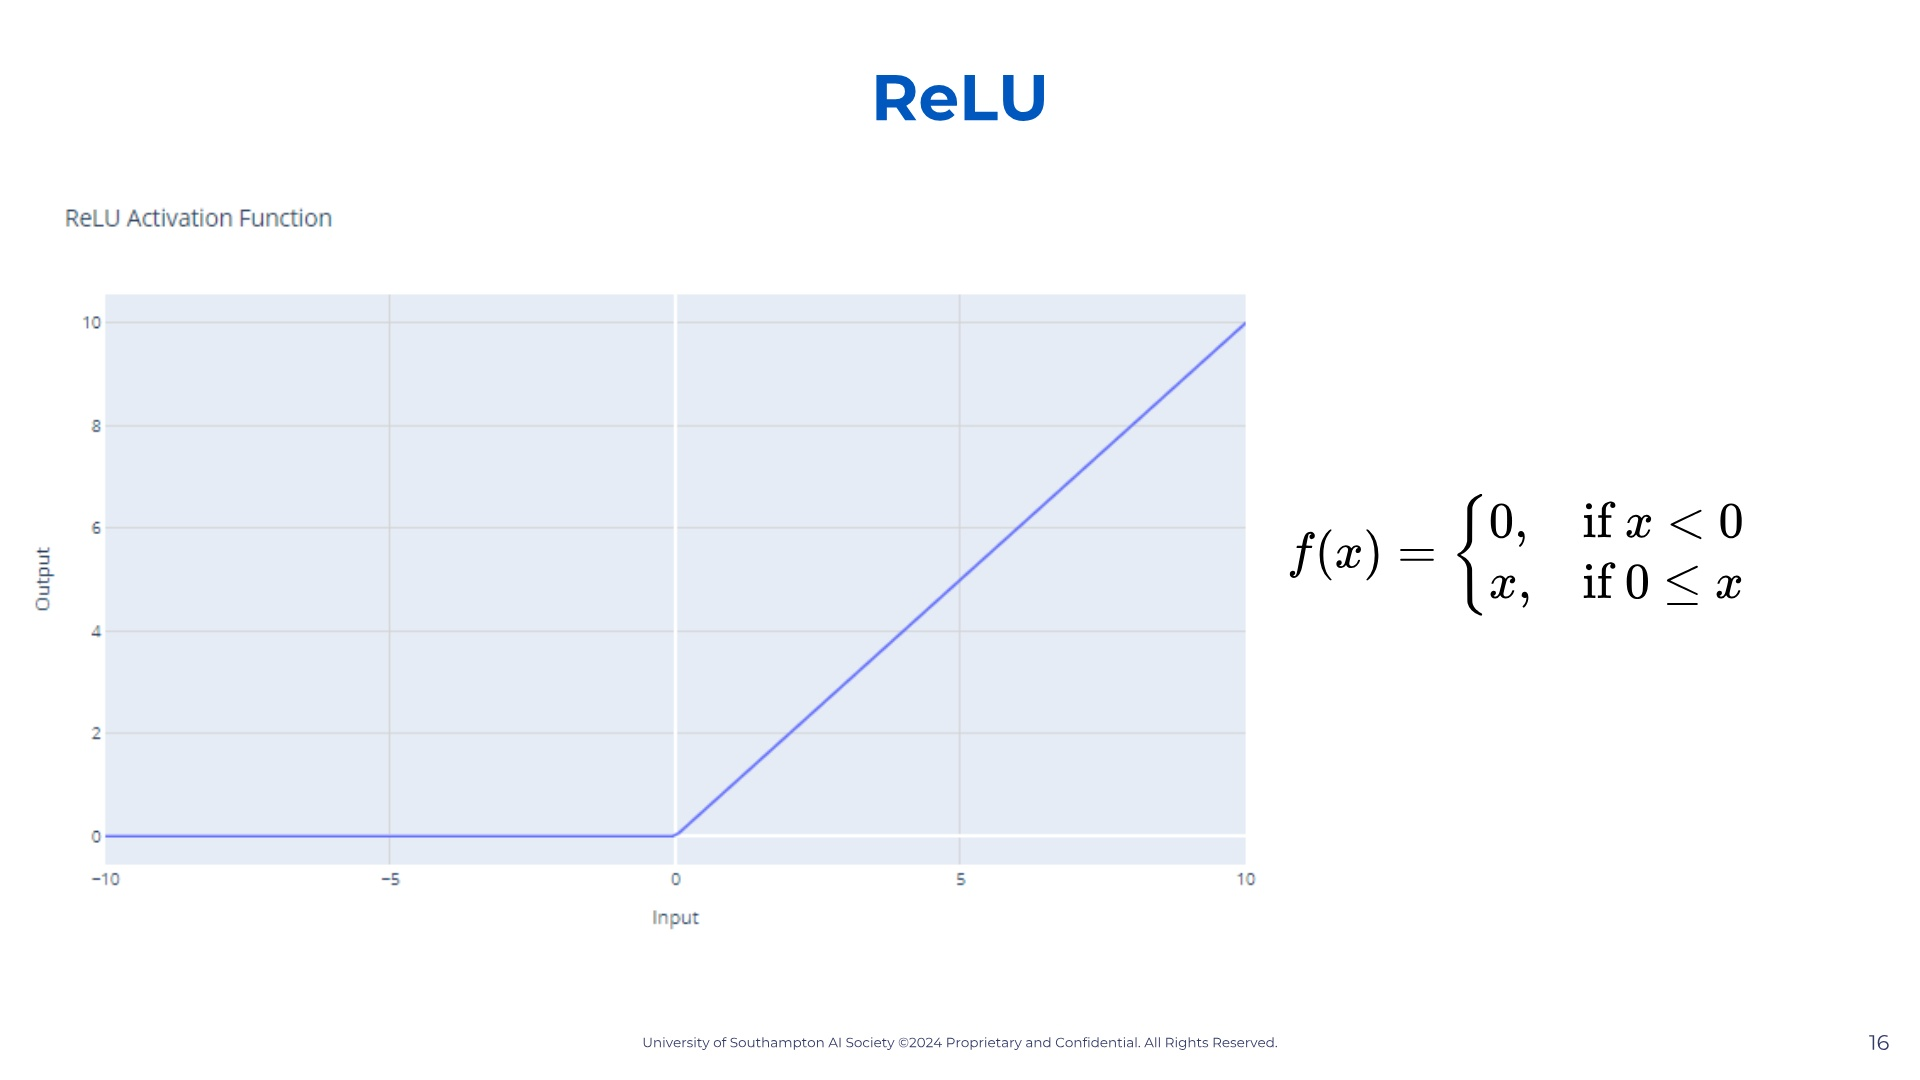 ReLU
ReLU Activation Function
10
8
6
4
2
0
Output
−10 −5 0 5 10
Input
f(x) = {
0, if x < 0
x, if 0 ≤ x
University of Southampton AI Society ©2024 Proprietary and Confidential. All Rights Reserved.
16